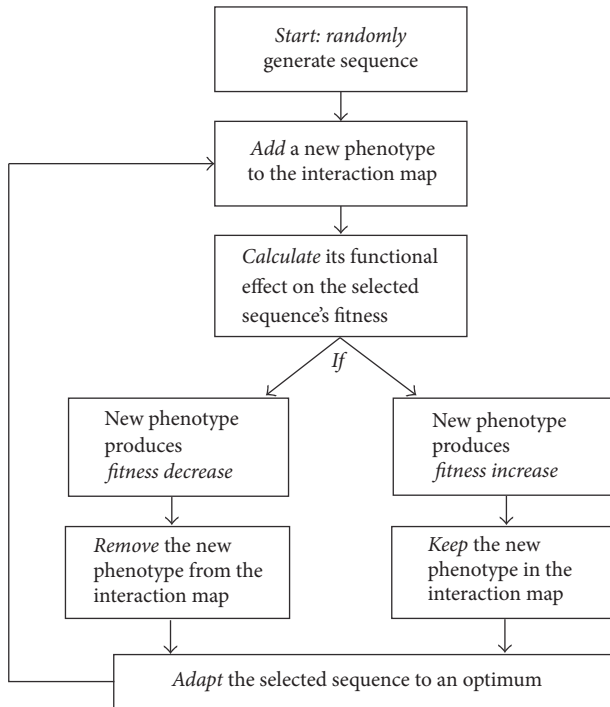 Start: randomly
generate sequence
Add a new phenotype
to the interaction map
Calculate its functional
effect on the selected
sequence's fitness
If
New phenotype
produces
fitness decrease
New phenotype
produces
fitness increase
Remove the new
phenotype from the
interaction map
Keep the new
phenotype in the
interaction map
Adapt the selected sequence to an optimum